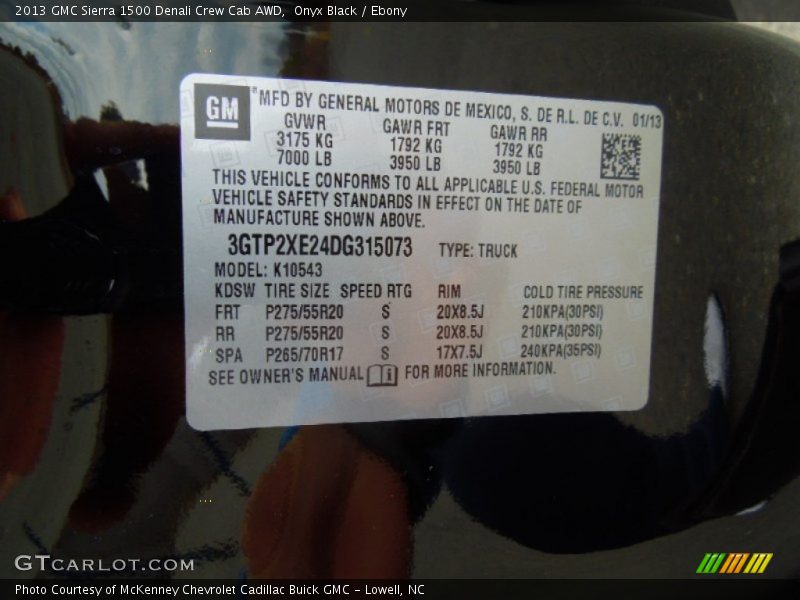 2013 GMC Sierra 1500 Denali Crew Cab AWD, Onyx Black / Ebony
GM
MFD BY GENERAL MOTORS DE MEXICO, S. DE R.L. DE C.V. 01/13
GVWR GAWR FRT GAWR RR
3175 KG 1792 KG 1792 KG
7000 LB 3950 LB 3950 LB
THIS VEHICLE CONFORMS TO ALL APPLICABLE U.S. FEDERAL MOTOR
VEHICLE SAFETY STANDARDS IN EFFECT ON THE DATE OF
MANUFACTURE SHOWN ABOVE.
3GTP2XE24DG315073 TYPE: TRUCK
MODEL: K10543
KDSW TIRE SIZE SPEED RTG RIM COLD TIRE PRESSURE
FRT P275/55R20 S 20X8.5J 210KPA(30PSI)
RR P275/55R20 S 20X8.5J 210KPA(30PSI)
SPA P265/70R17 S 17X7.5J 240KPA(35PSI)
SEE OWNER'S MANUAL i FOR MORE INFORMATION.
GTCARLOT.COM
Photo Courtesy of McKenney Chevrolet Cadillac Buick GMC - Lowell, NC